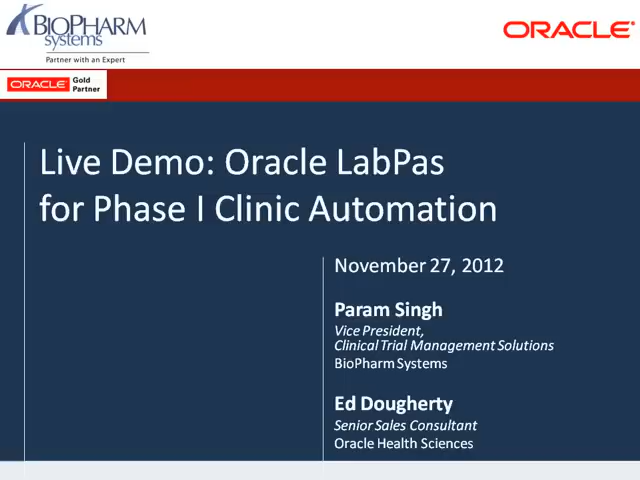 BIOPHARM
systems
Partner with an Expert
ORACLE
ORACLE Gold
Partner
Live Demo: Oracle LabPas
for Phase I Clinic Automation
November 27, 2012
Param Singh
Vice President,
Clinical Trial Management Solutions
BioPharm Systems
Ed Dougherty
Senior Sales Consultant
Oracle Health Sciences